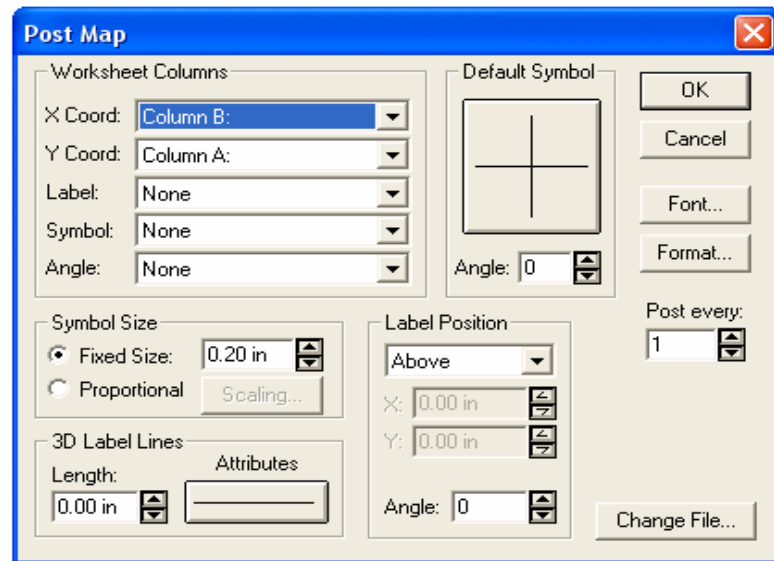 Post Map
Worksheet Columns
X Coord: Column B:
Y Coord: Column A:
Label: None
Symbol: None
Angle: None
Default Symbol
Angle: 0
OK
Cancel
Font...
Format...
Post every:
1
Symbol Size
Fixed Size: 0.20 in
Proportional Scaling...
3D Label Lines
Length: Attributes
0.00 in
Label Position
Above
X: 0.00 in
Y: 0.00 in
Angle: 0
Change File...